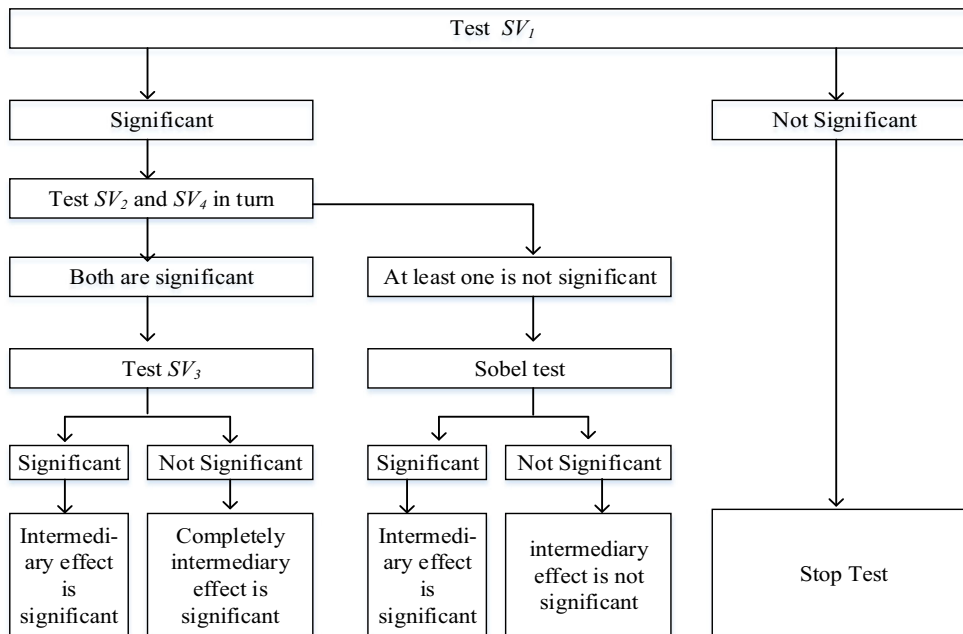 Test SV₁
Significant
Not Significant
Test SV₂ and SV₄ in turn
Both are significant
At least one is not significant
Test SV₃
Sobel test
Significant
Not Significant
Significant
Not Significant
Intermedi-
ary effect
is
significant
Completely
intermediary
effect is
significant
Intermedi-
ary effect
is
significant
intermediary
effect is not
significant
Stop Test